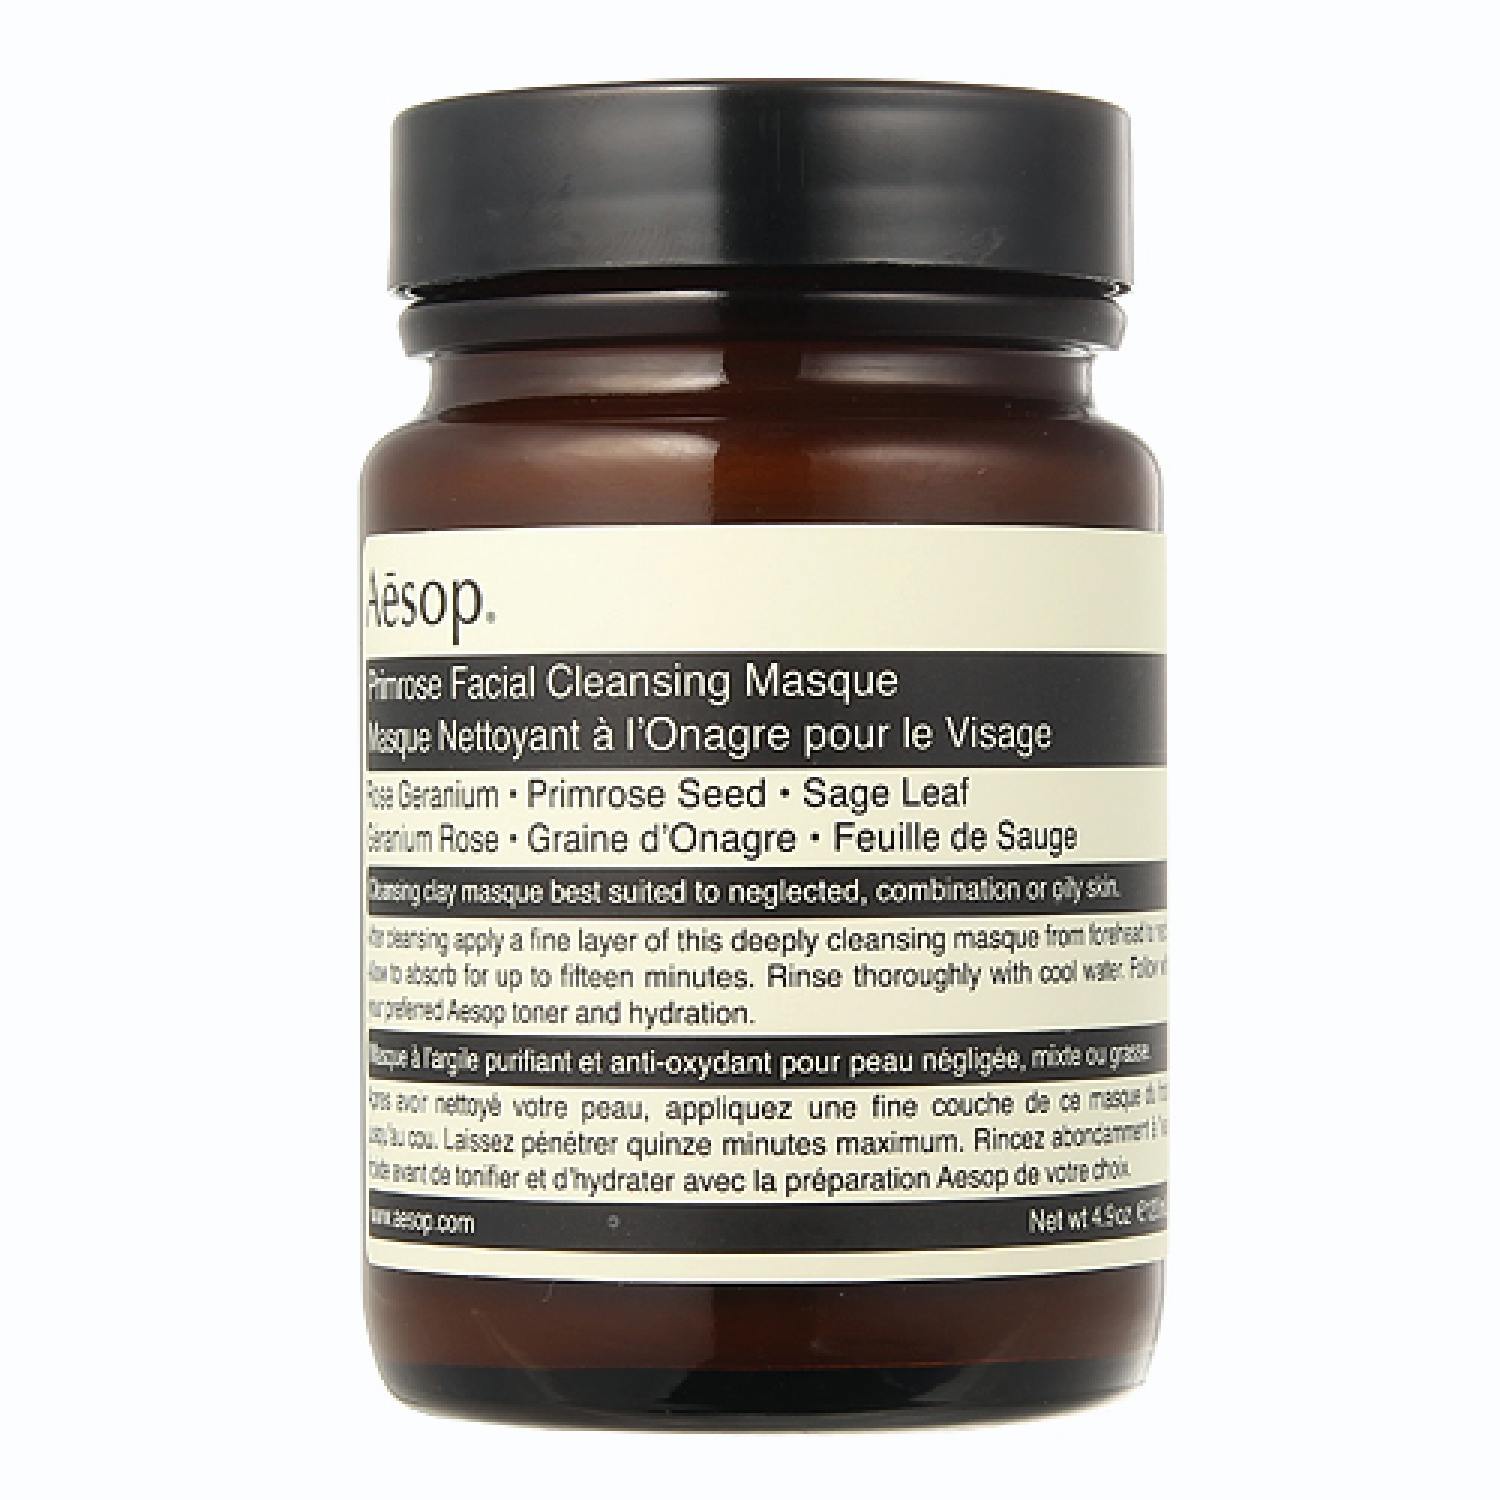 Aēsop.
Primrose Facial Cleansing Masque
Masque Nettoyant à l'Onagre pour le Visage
Rose Geranium • Primrose Seed • Sage Leaf
Géranium Rose • Graine d'Onagre • Feuille de Sauge
Cleansing clay masque best suited to neglected, combination or oily skin.
After cleansing apply a fine layer of this deeply cleansing masque from forehead to
Allow to absorb for up to fifteen minutes. Rinse thoroughly with cool water. Follow
your preferred Aesop toner and hydration.
Masque à l'argile purifiant et anti-oxydant pour peau négligée, mixte ou grasse.
Après avoir nettoyé votre peau, appliquez une fine couche de ce masque du
jusqu'au cou. Laissez pénétrer quinze minutes maximum. Rincez abondamment à
avant de tonifier et d'hydrater avec la préparation Aesop de votre choix.
www.aesop.com Net wt 4.9oz